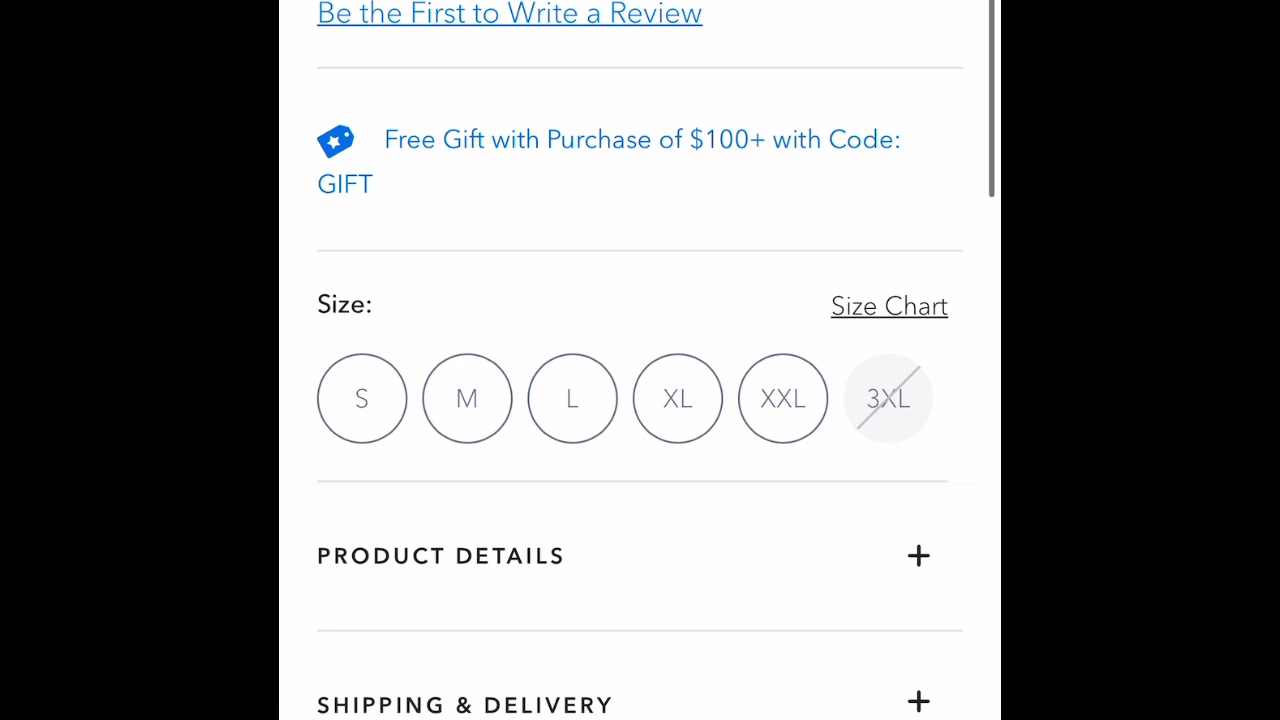 Be the First to Write a Review
Free Gift with Purchase of $100+ with Code:
GIFT
Size:
Size Chart
S
M
L
XL
XXL
3XL
PRODUCT DETAILS
+
SHIPPING & DELIVERY
+